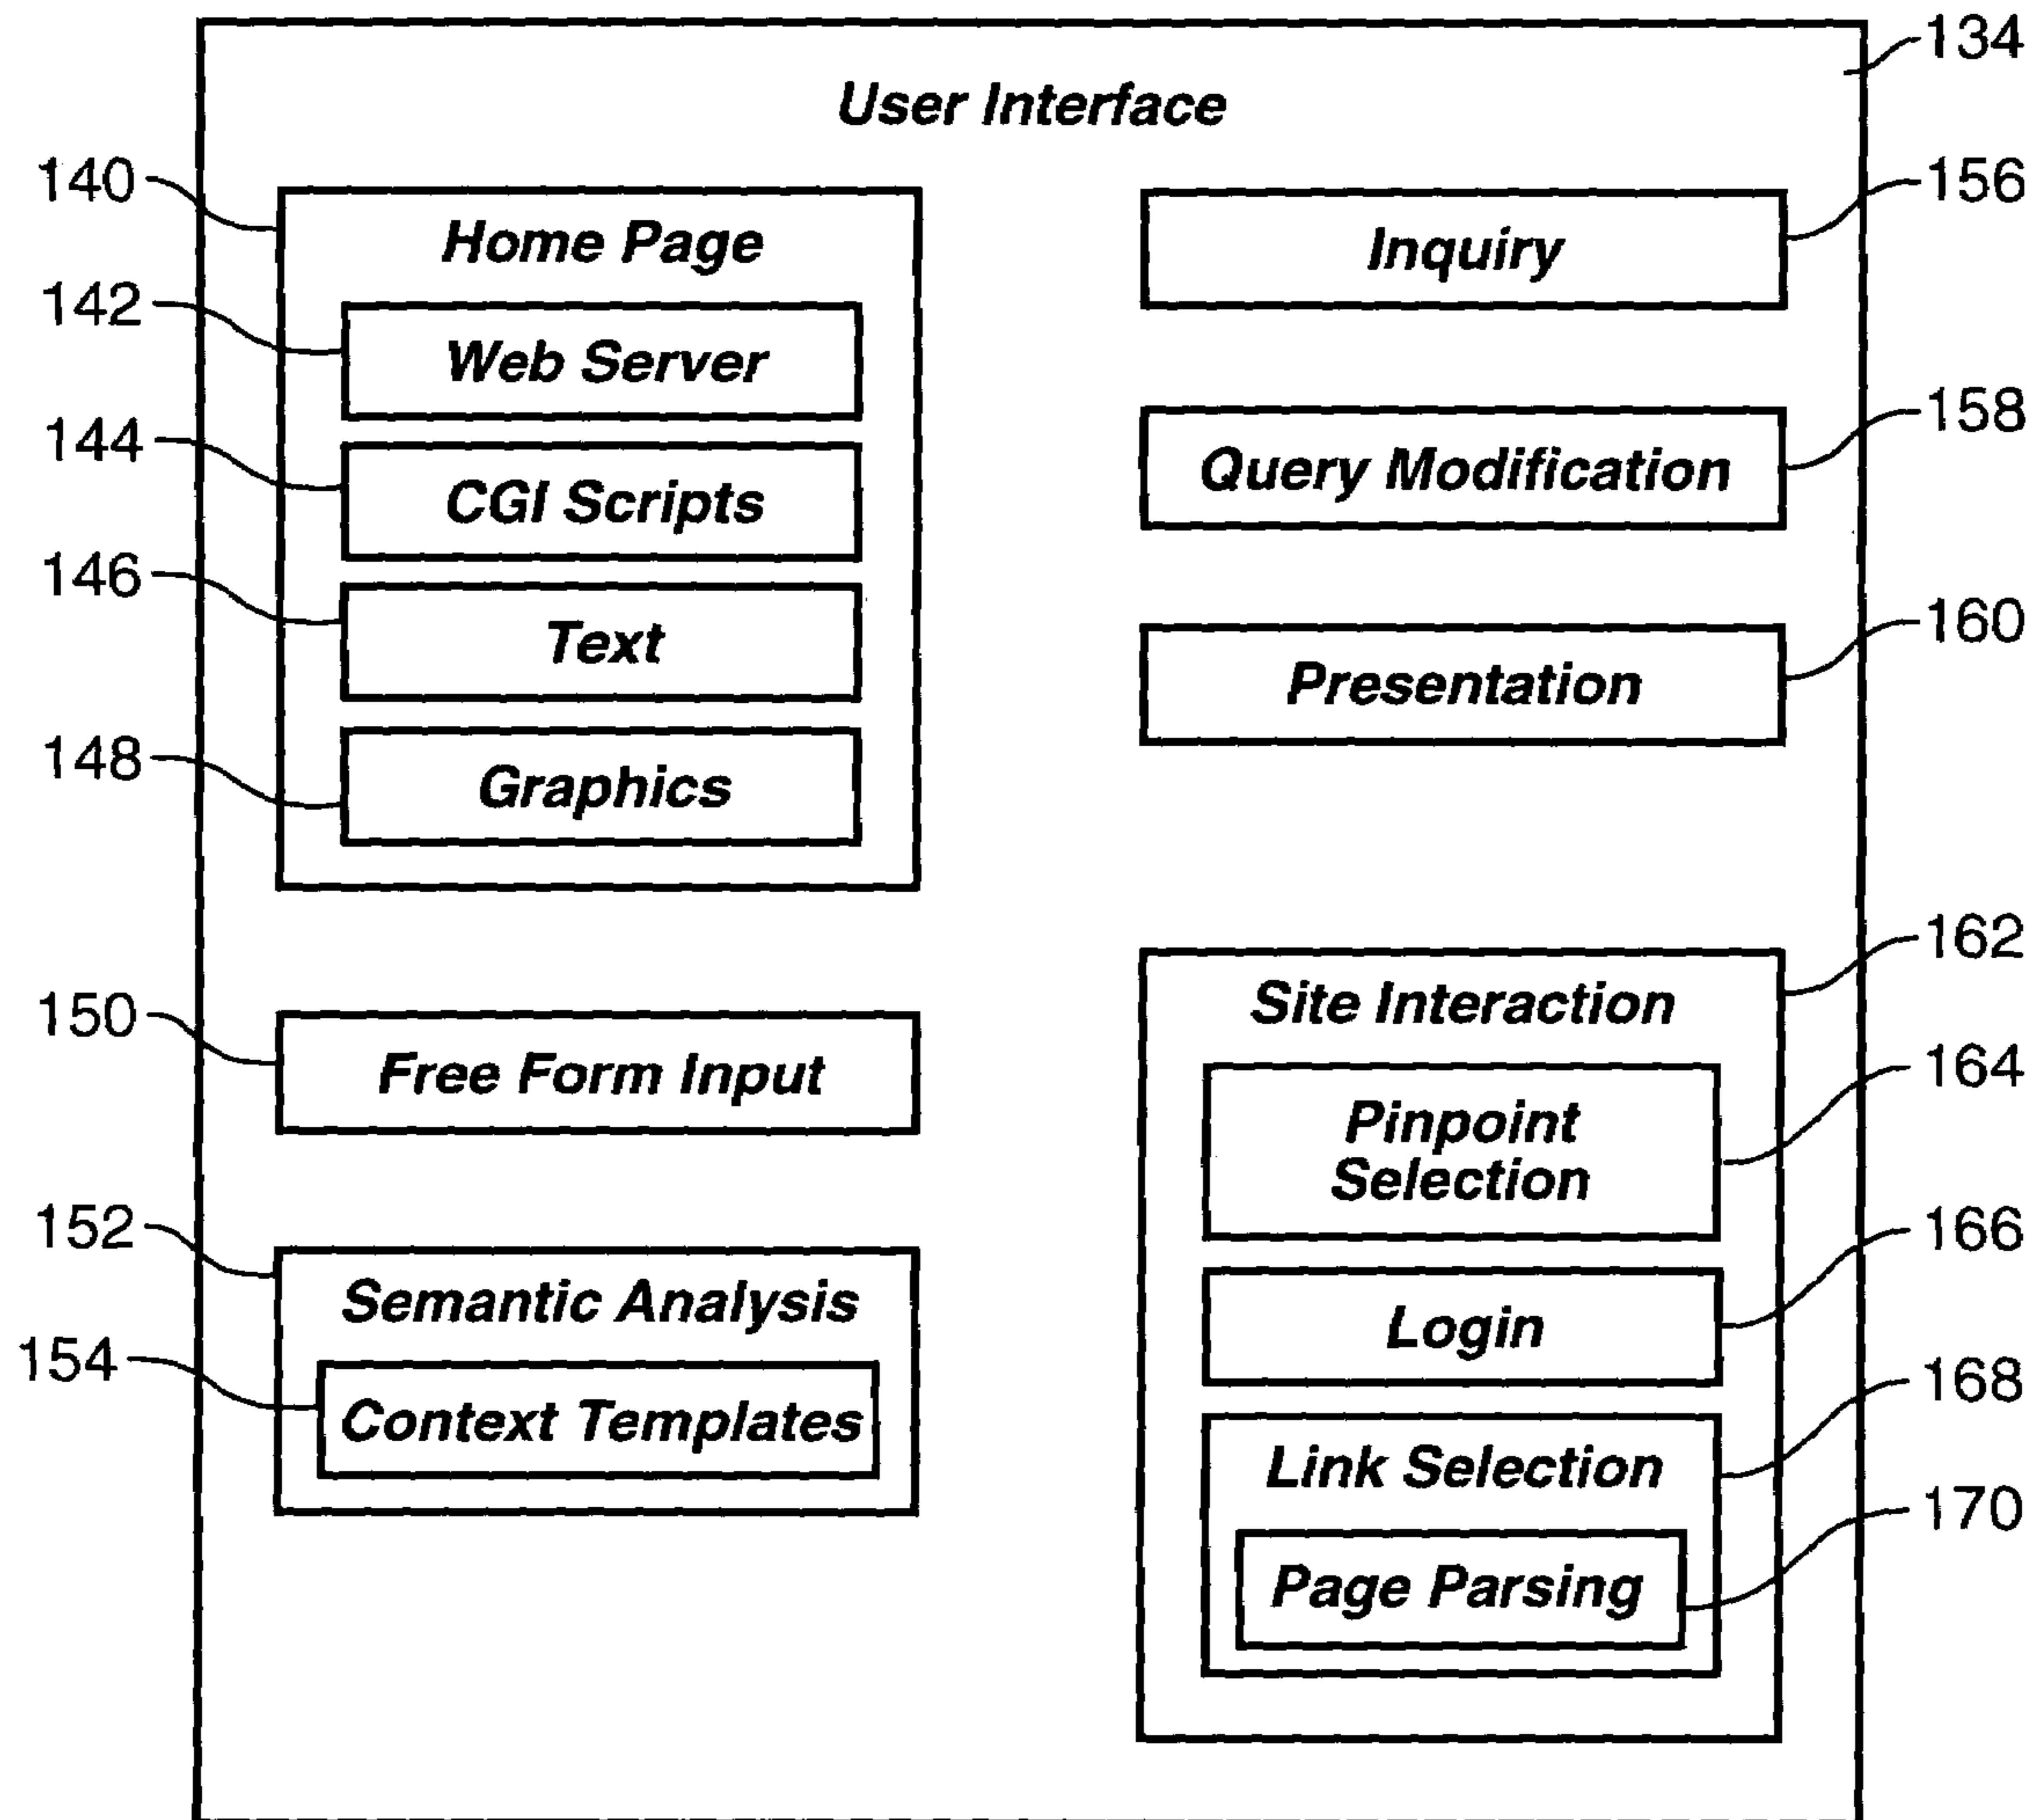 134
User Interface
140
Home Page
142
Web Server
144
CGI Scripts
146
Text
148
Graphics
150
Free Form Input
152
Semantic Analysis
154
Context Templates
156
Inquiry
158
Query Modification
160
Presentation
162
Site Interaction
164
Pinpoint
Selection
166
Login
168
Link Selection
170
Page Parsing